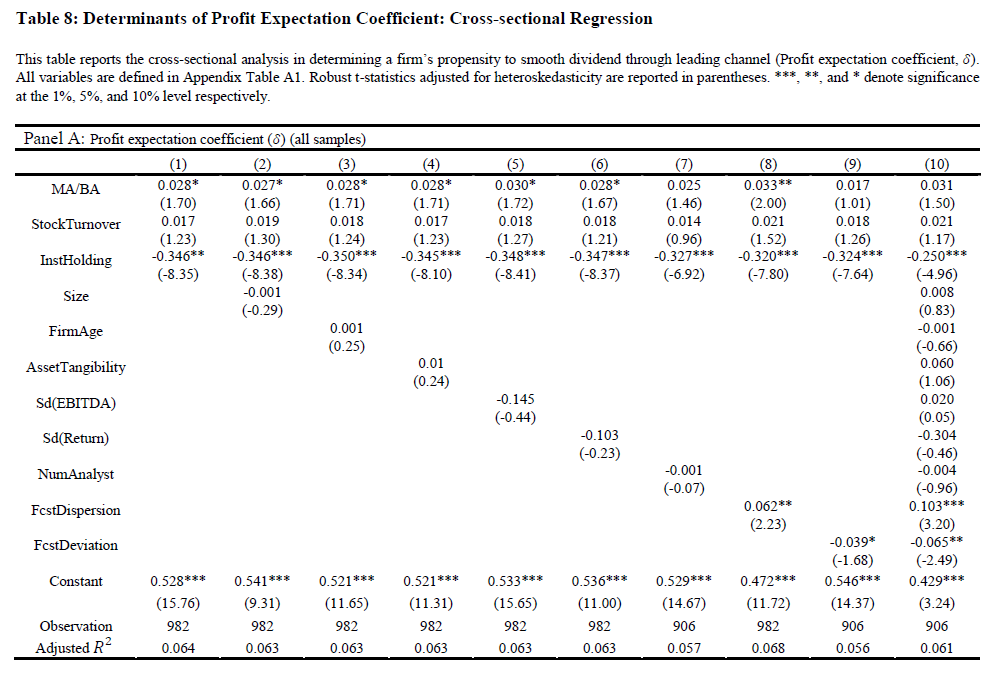 Table 8: Determinants of Profit Expectation Coefficient: Cross-sectional Regression
This table reports the cross-sectional analysis in determining a firm's propensity to smooth dividend through leading channel (Profit expectation coefficient, δ).
All variables are defined in Appendix Table A1. Robust t-statistics adjusted for heteroskedasticity are reported in parentheses. ***, **, and * denote significance
at the 1%, 5%, and 10% level respectively.
Panel A: Profit expectation coefficient (δ) (all samples)
(1) (2) (3) (4) (5) (6) (7) (8) (9) (10)
MA/BA 0.028* 0.027* 0.028* 0.028* 0.030* 0.028* 0.025 0.033** 0.017 0.031
(1.70) (1.66) (1.71) (1.71) (1.72) (1.67) (1.46) (2.00) (1.01) (1.50)
StockTurnover 0.017 0.019 0.018 0.017 0.018 0.018 0.014 0.021 0.018 0.021
(1.23) (1.30) (1.24) (1.23) (1.27) (1.21) (0.96) (1.52) (1.26) (1.17)
InstHolding -0.346** -0.346*** -0.350*** -0.345*** -0.348*** -0.347*** -0.327*** -0.320*** -0.324*** -0.250***
(-8.35) (-8.38) (-8.34) (-8.10) (-8.41) (-8.37) (-6.92) (-7.80) (-7.64) (-4.96)
Size -0.001 0.008
(-0.29) (0.83)
FirmAge 0.001 -0.001
(0.25) (-0.66)
AssetTangibility 0.01 0.060
(0.24) (1.06)
Sd(EBITDA) -0.145 0.020
(-0.44) (0.05)
Sd(Return) -0.103 -0.304
(-0.23) (-0.46)
NumAnalyst -0.001 -0.004
(-0.07) (-0.96)
FcstDispersion 0.062** 0.103***
(2.23) (3.20)
FcstDeviation -0.039* -0.065**
(-1.68) (-2.49)
Constant 0.528*** 0.541*** 0.521*** 0.521*** 0.533*** 0.536*** 0.529*** 0.472*** 0.546*** 0.429***
(15.76) (9.31) (11.65) (11.31) (15.65) (11.00) (14.67) (11.72) (14.37) (3.24)
Observation 982 982 982 982 982 982 906 982 906 906
Adjusted R² 0.064 0.063 0.063 0.063 0.063 0.063 0.057 0.068 0.056 0.061